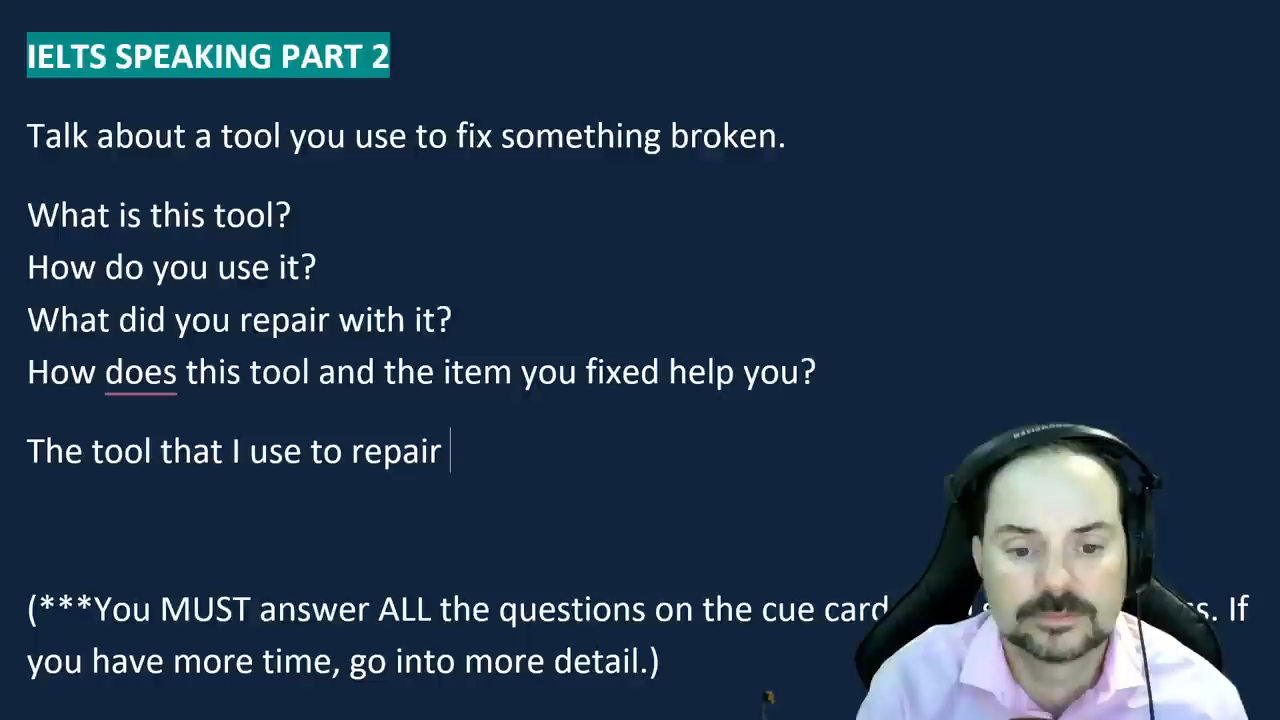 IELTS SPEAKING PART 2
Talk about a tool you use to fix something broken.
What is this tool?
How do you use it?
What did you repair with it?
How does this tool and the item you fixed help you?
The tool that I use to repair
(***You MUST answer ALL the questions on the cue card If
you have more time, go into more detail.)